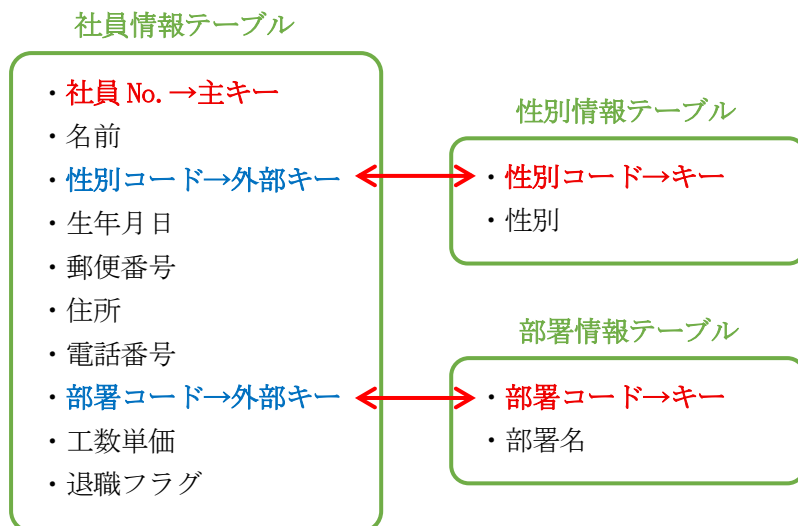 社員情報テーブル
・社員 No.→主キー
・名前
・性別コード→外部キー
・生年月日
・郵便番号
・住所
・電話番号
・部署コード→外部キー
・工数単価
・退職フラグ
性別情報テーブル
・性別コード→キー
・性別
部署情報テーブル
・部署コード→キー
・部署名